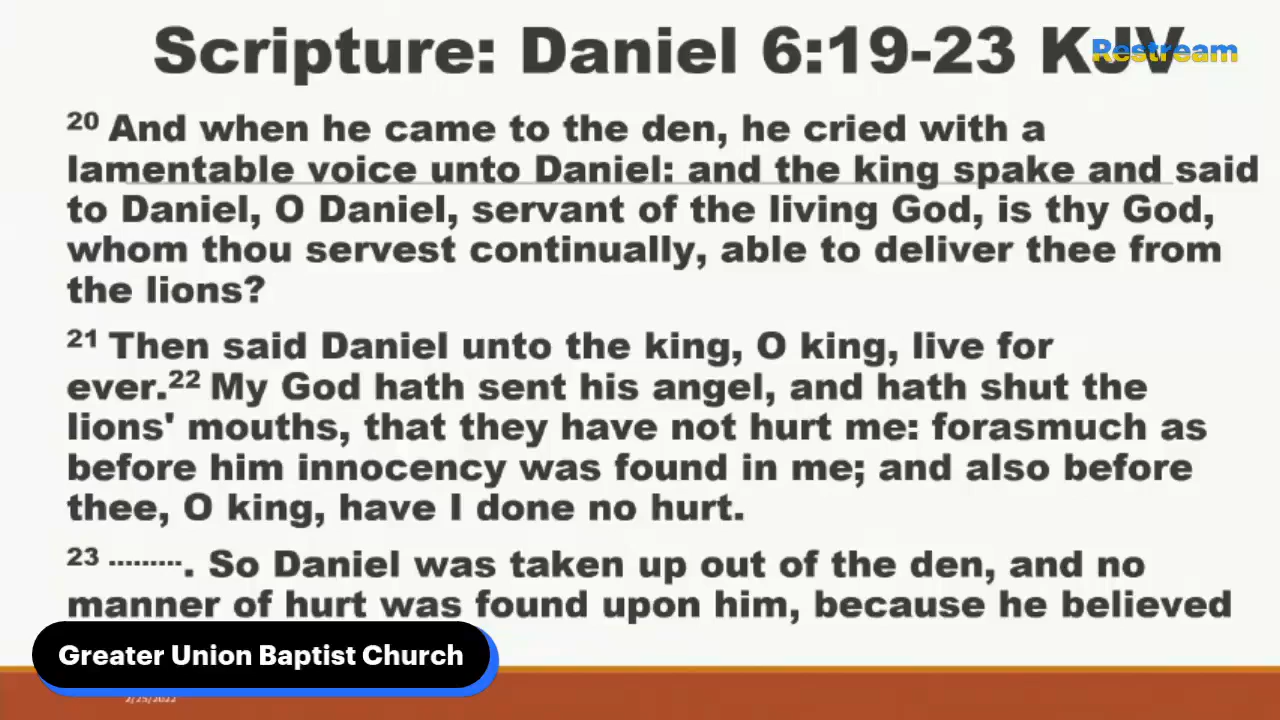 Scripture: Daniel 6:19-23 KJV
Restream
20 And when he came to the den, he cried with a
lamentable voice unto Daniel: and the king spake and said
to Daniel, O Daniel, servant of the living God, is thy God,
whom thou servest continually, able to deliver thee from
the lions?
21 Then said Daniel unto the king, O king, live for
ever.22 My God hath sent his angel, and hath shut the
lions' mouths, that they have not hurt me: forasmuch as
before him innocency was found in me; and also before
thee, O king, have I done no hurt.
23 ......... So Daniel was taken up out of the den, and no
manner of hurt was found upon him, because he believed
Greater Union Baptist Church